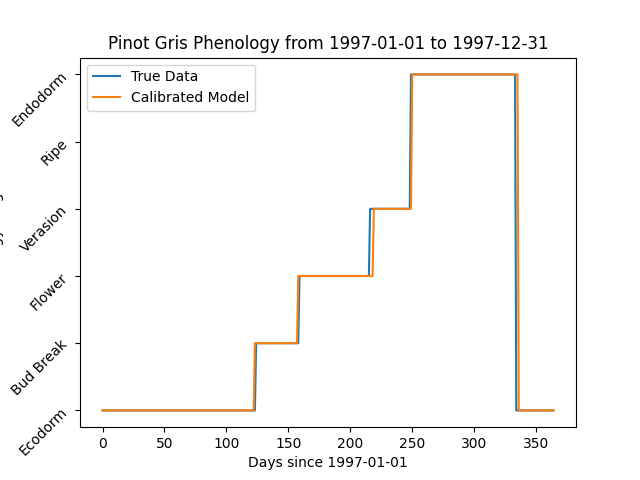 Pinot Gris Phenology from 1997-01-01 to 1997-12-31
True Data
Calibrated Model
Endodorm
Ripe
Verasion
Flower
Bud Break
Ecodorm
0 50 100 150 200 250 300 350
Days since 1997-01-01